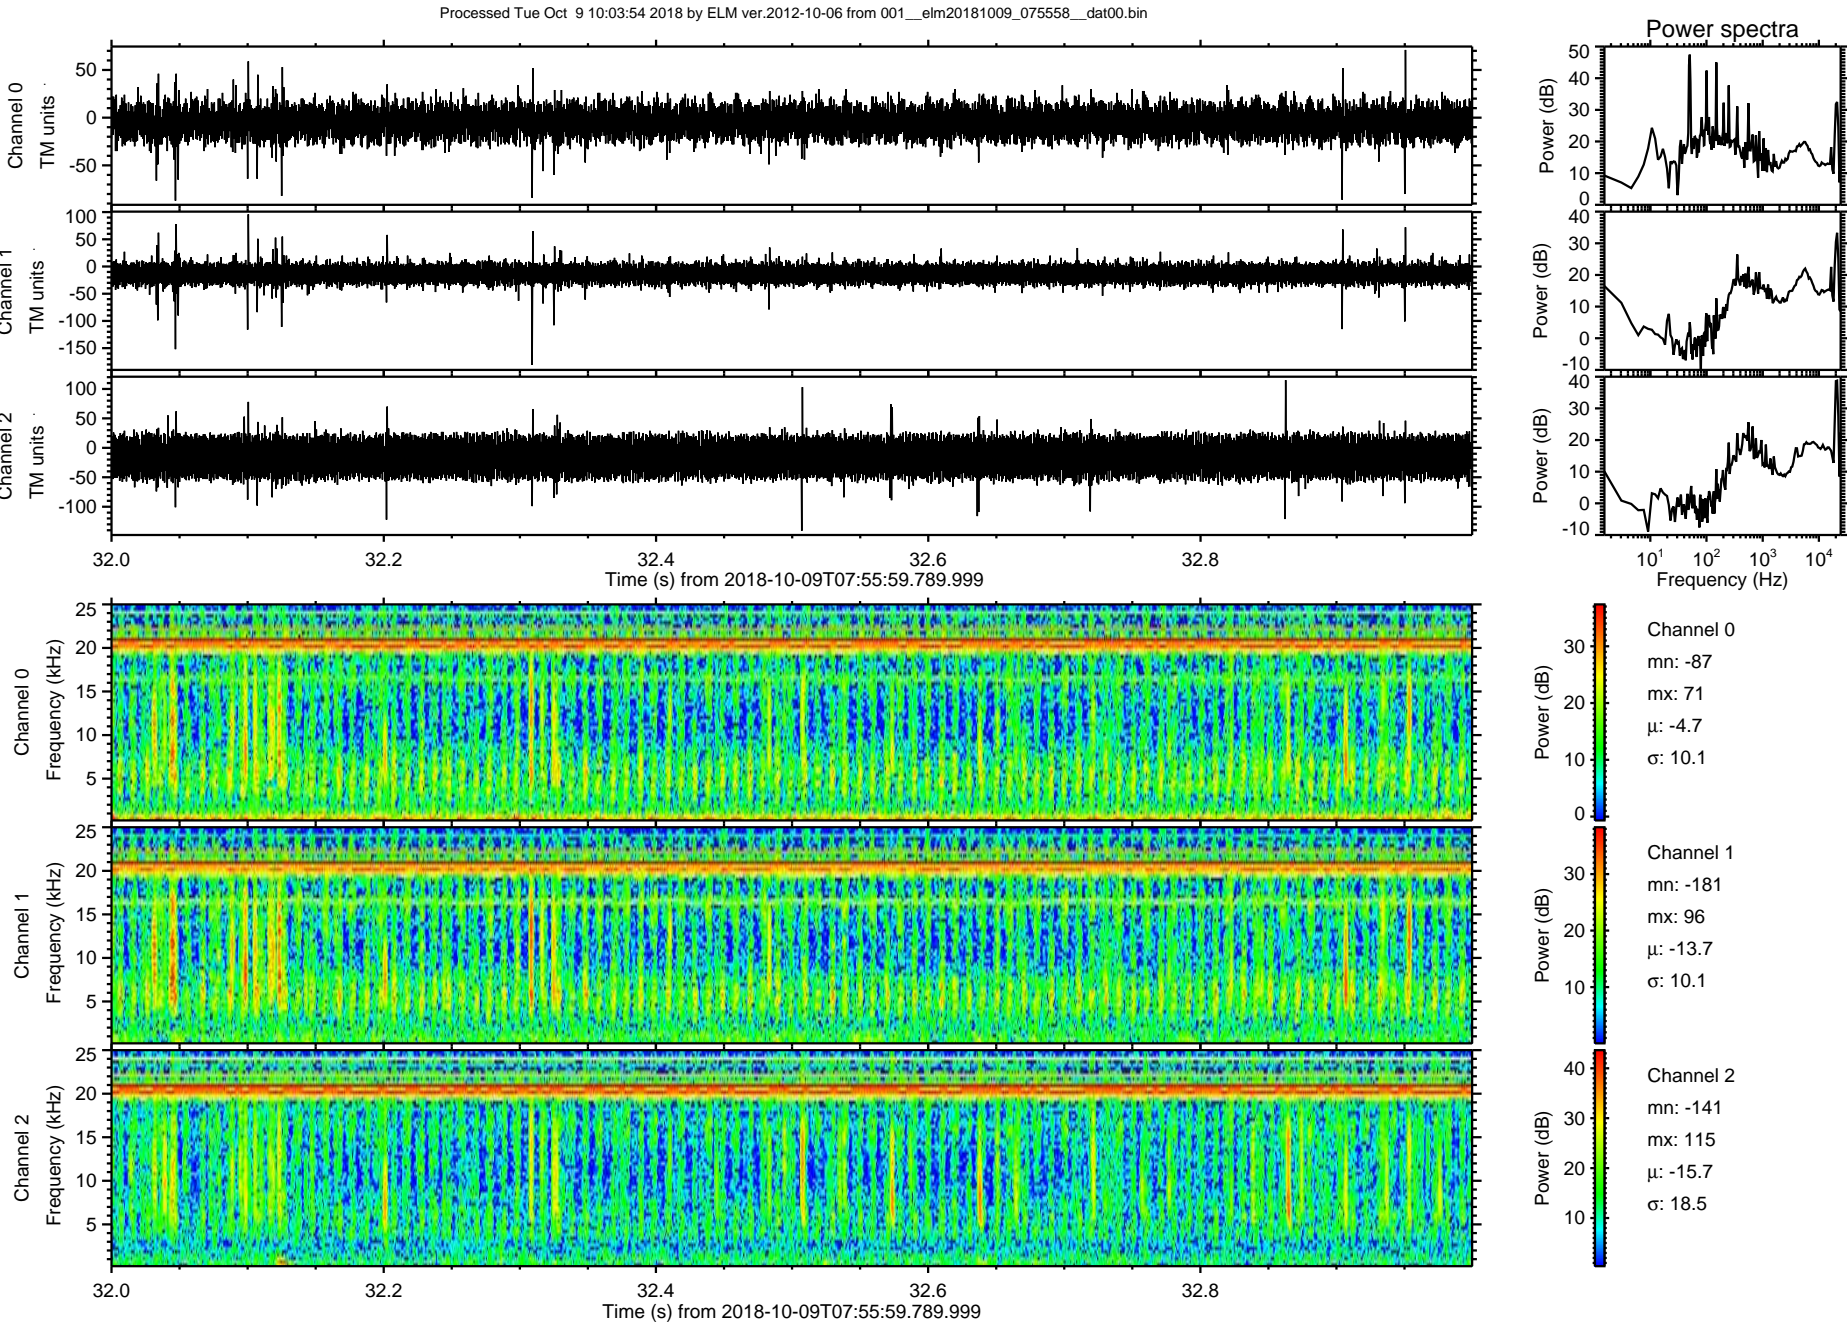 Processed Tue Oct 9 10:03:54 2018 by ELM ver.2012-10-06 from 001__elm20181009_075558__dat00.bin
Power spectra
Channel 0
TM units
50
0
-50
Power (dB)
50
40
30
20
10
0
Channel 1
TM units
100
50
0
-50
-100
-150
Power (dB)
40
30
20
10
0
-10
Channel 2
TM units
100
50
0
-50
-100
Power (dB)
40
30
20
10
0
-10
32.0 32.2 32.4 32.6 32.8
Time (s) from 2018-10-09T07:55:59.789.999
10^1 10^2 10^3 10^4
Frequency (Hz)
Channel 0
Frequency (kHz)
25
20
15
10
5
Power (dB)
30
20
10
0
Channel 0
mn: -87
mx: 71
μ: -4.7
σ: 10.1
Channel 1
Frequency (kHz)
25
20
15
10
5
Power (dB)
30
20
10
Channel 1
mn: -181
mx: 96
μ: -13.7
σ: 10.1
Channel 2
Frequency (kHz)
25
20
15
10
5
Power (dB)
40
30
20
10
Channel 2
mn: -141
mx: 115
μ: -15.7
σ: 18.5
32.0 32.2 32.4 32.6 32.8
Time (s) from 2018-10-09T07:55:59.789.999